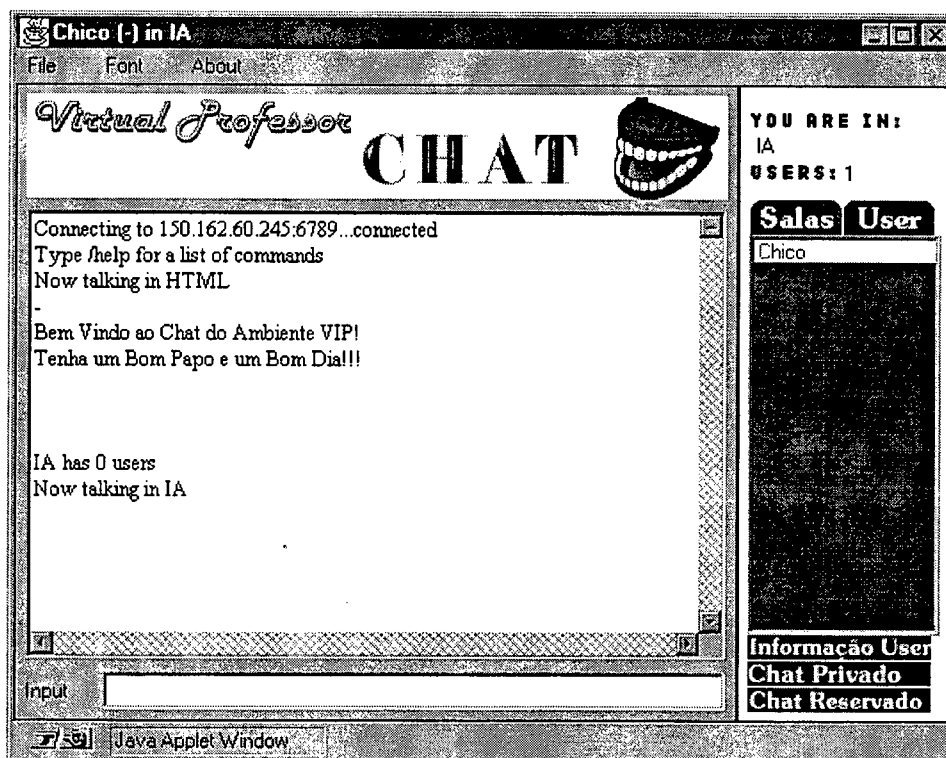 Chico (-) in IA
File Font About
Virtual Professor
CHAT
Connecting to 150.162.60.245:6789...connected
Type /help for a list of commands
Now talking in HTML
-
Bem Vindo ao Chat do Ambiente VIP!
Tenha um Bom Papo e um Bom Dia!!!
IA has 0 users
Now talking in IA
Input
YOU ARE IN:
IA
USERS: 1
Salas User
Chico
Informação User
Chat Privado
Chat Reservado
Java Applet Window